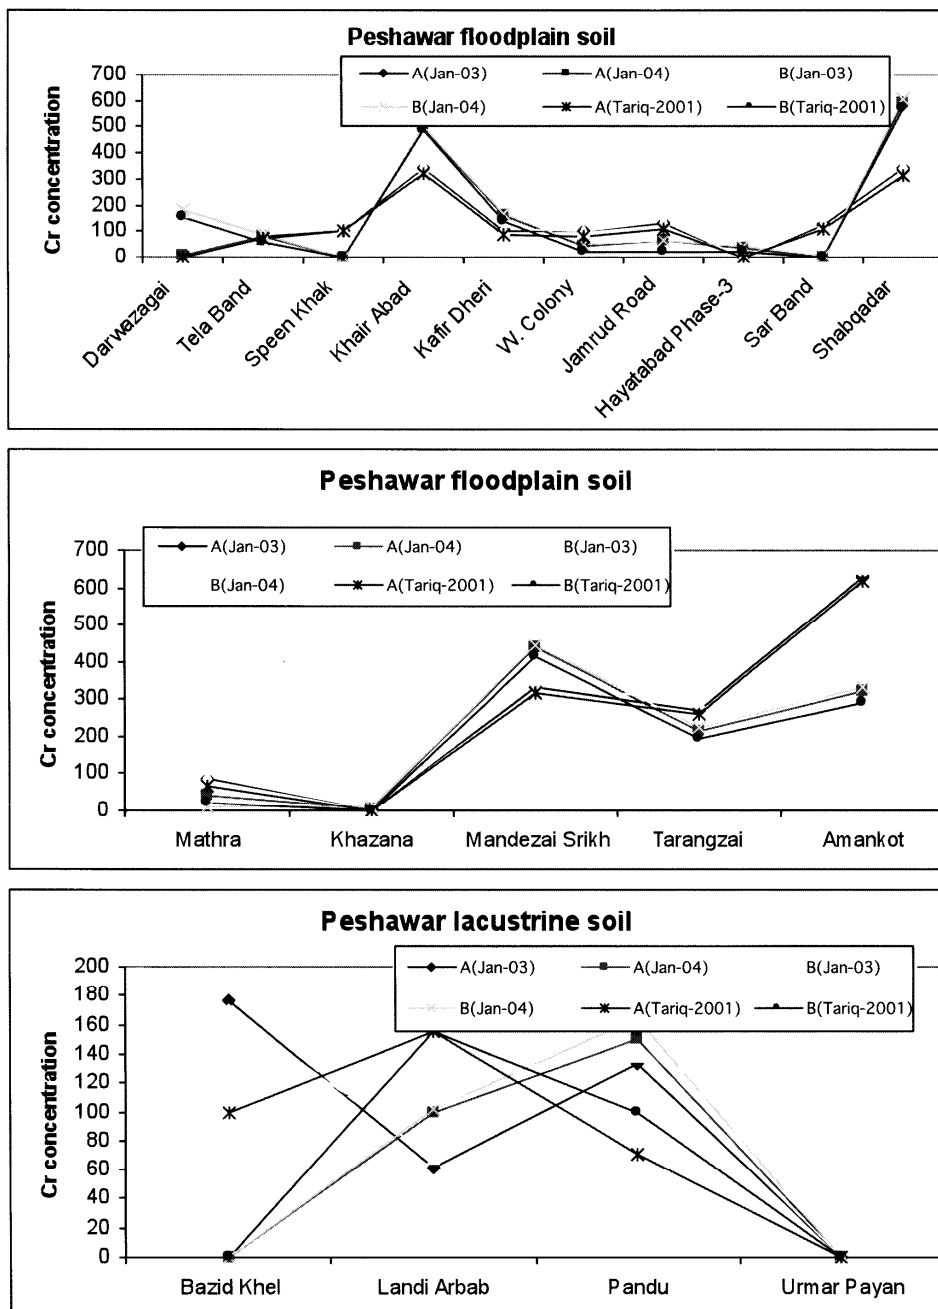 Peshawar floodplain soil
A(Jan-03) A(Jan-04) B(Jan-03)
B(Jan-04) A(Tariq-2001) B(Tariq-2001)
Cr concentration
700
600
500
400
300
200
100
0
Darwazagai
Tela Band
Speen Khak
Khair Abad
Kafir Dheri
W. Colony
Jamrud Road
Hayatabad Phase-3
Sar Band
Shabqadar
Peshawar floodplain soil
A(Jan-03) A(Jan-04) B(Jan-03)
B(Jan-04) A(Tariq-2001) B(Tariq-2001)
Cr concentration
700
600
500
400
300
200
100
0
Mathra Khazana Mandezai Srikh Tarangzai Amankot
Peshawar lacustrine soil
A(Jan-03) A(Jan-04) B(Jan-03)
B(Jan-04) A(Tariq-2001) B(Tariq-2001)
Cr concentration
200
180
160
140
120
100
80
60
40
20
0
Bazid Khel Landi Arbab Pandu Urmar Payan